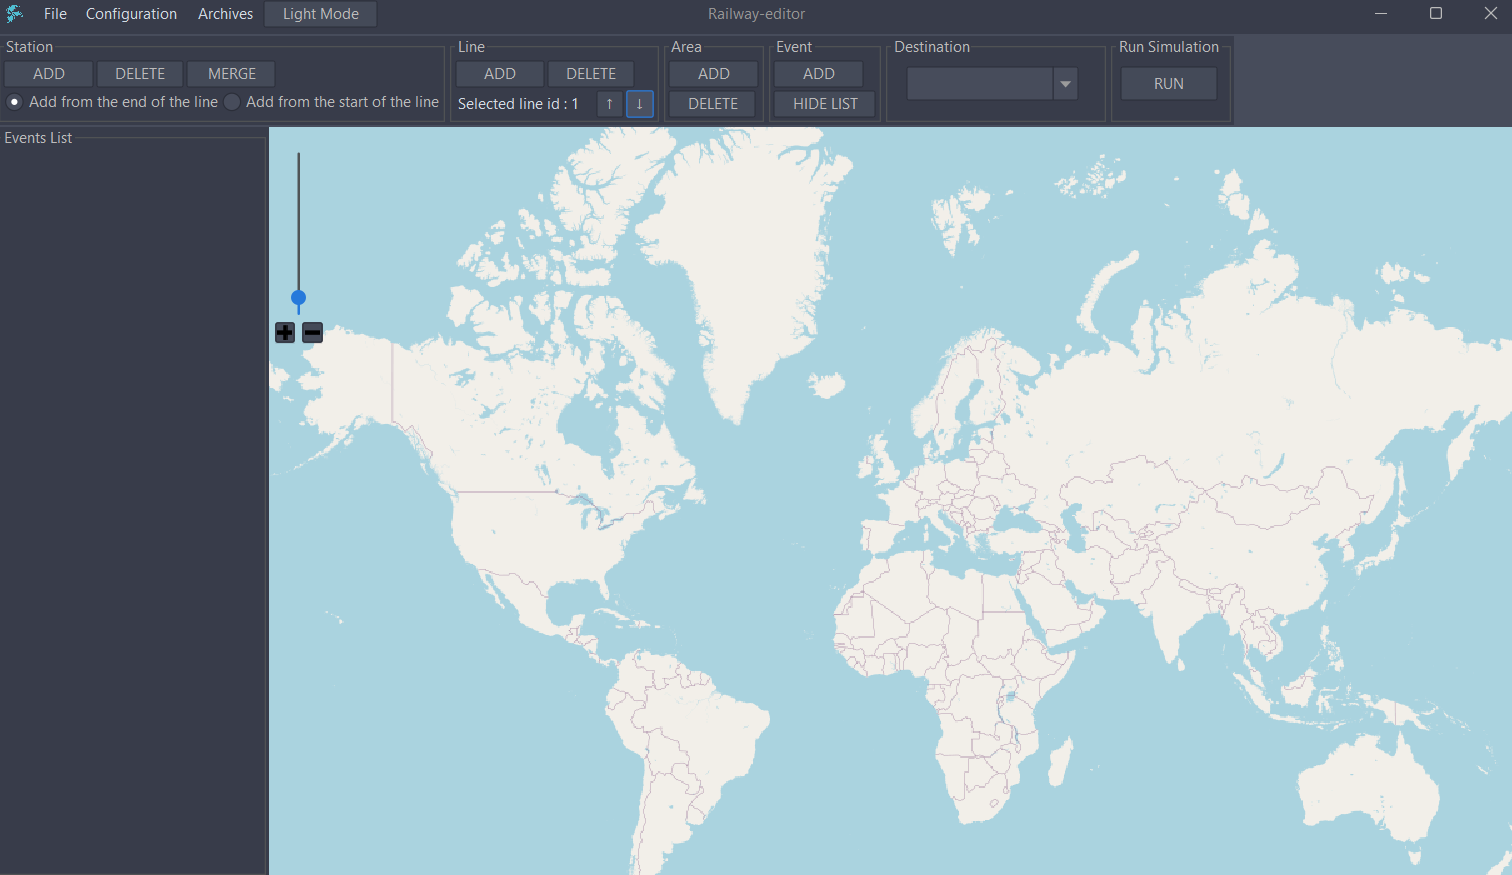 File Configuration Archives Light Mode Railway-editor
Station Line Area Event Destination Run Simulation
ADD DELETE MERGE ADD DELETE ADD ADD RUN
Add from the end of the line Add from the start of the line Selected line id : 1 ↑ ↓ DELETE HIDE LIST
Events List